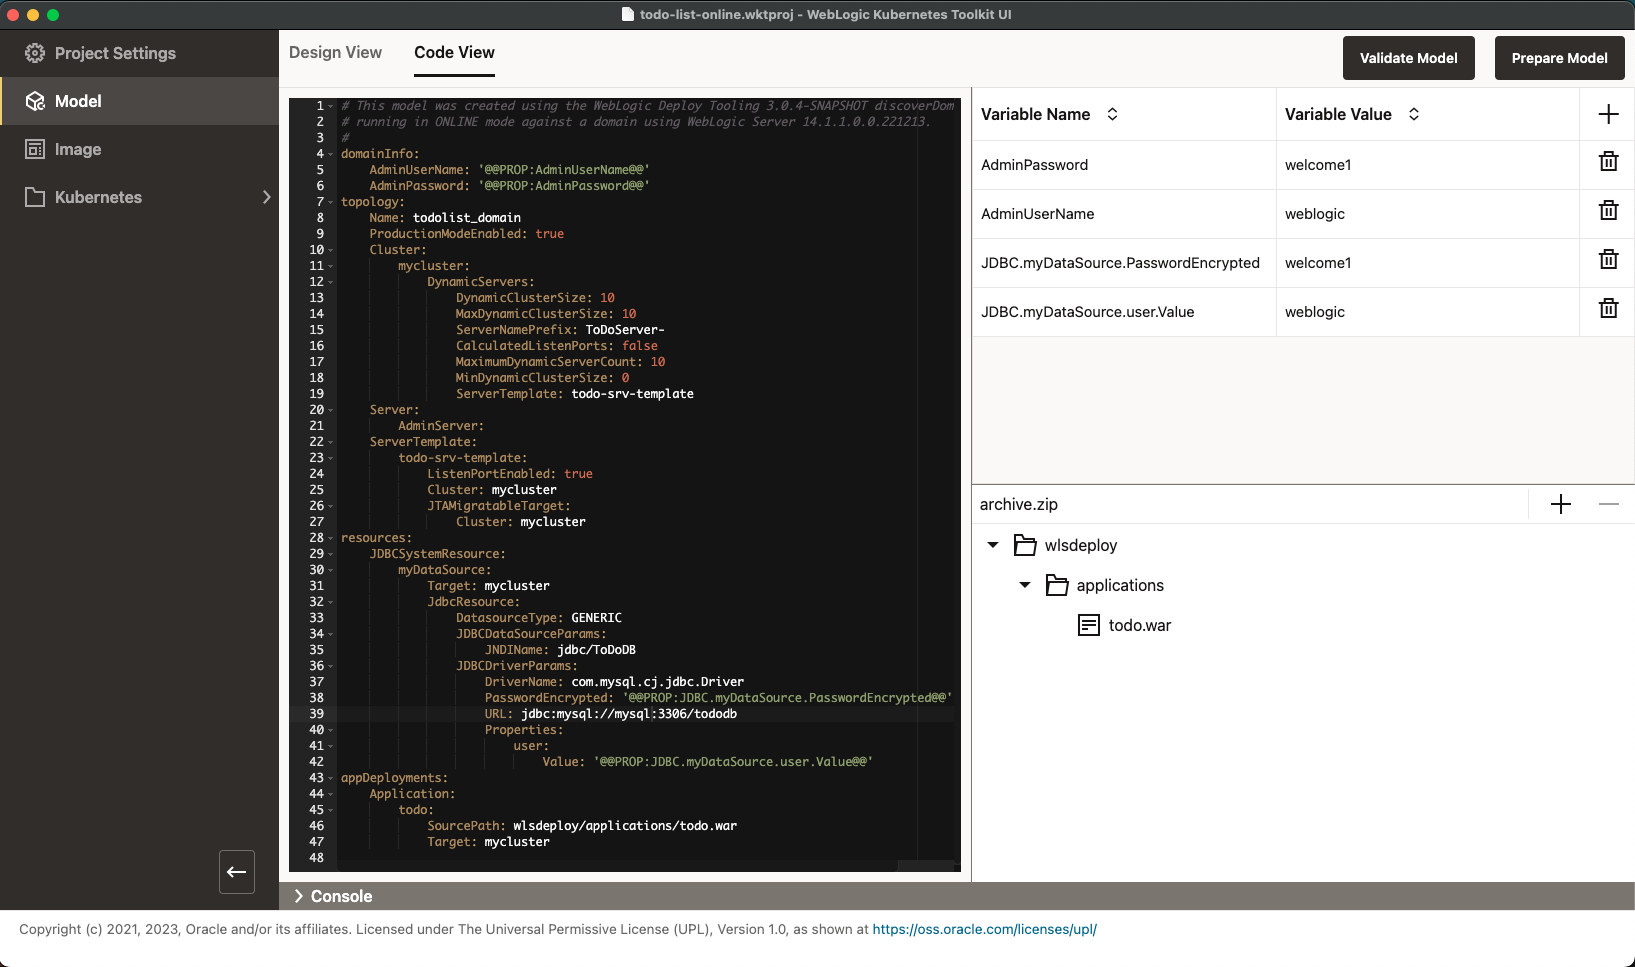 todo-list-online.wktproj - WebLogic Kubernetes Toolkit UI
Project Settings
Model
Image
Kubernetes
Design View
Code View
Validate Model
Prepare Model
1 # This model was created using the WebLogic Deploy Tooling 3.0.4-SNAPSHOT discoverDom
2 # running in ONLINE mode against a domain using WebLogic Server 14.1.1.0.0.221213.
3 #
4 domainInfo:
5 AdminUserName: '@@PROP:AdminUserName@@'
6 AdminPassword: '@@PROP:AdminPassword@@'
7 topology:
8 Name: todolist_domain
9 ProductionModeEnabled: true
10 Cluster:
11 mycluster:
12 DynamicServers:
13 DynamicClusterSize: 10
14 MaxDynamicClusterSize: 10
15 ServerNamePrefix: ToDoServer-
16 CalculatedListenPorts: false
17 MaximumDynamicServerCount: 10
18 MinDynamicClusterSize: 0
19 ServerTemplate: todo-srv-template
20 Server:
21 AdminServer:
22 ServerTemplate:
23 todo-srv-template:
24 ListenPortEnabled: true
25 Cluster: mycluster
26 JTAMigratableTarget:
27 Cluster: mycluster
28 resources:
29 JDBCSystemResource:
30 myDataSource:
31 Target: mycluster
32 JdbcResource:
33 DatasourceType: GENERIC
34 JDBCDataSourceParams:
35 JNDIName: jdbc/ToDoDB
36 JDBCDriverParams:
37 DriverName: com.mysql.cj.jdbc.Driver
38 PasswordEncrypted: '@@PROP:JDBC.myDataSource.PasswordEncrypted@@'
39 URL: jdbc:mysql://mysql:3306/tododb
40 Properties:
41 user:
42 Value: '@@PROP:JDBC.myDataSource.user.Value@@'
43 appDeployments:
44 Application:
45 todo:
46 SourcePath: wlsdeploy/applications/todo.war
47 Target: mycluster
48
Variable Name Variable Value
AdminPassword welcome1
AdminUserName weblogic
JDBC.myDataSource.PasswordEncrypted welcome1
JDBC.myDataSource.user.Value weblogic
archive.zip
wlsdeploy
applications
todo.war
Console
Copyright (c) 2021, 2023, Oracle and/or its affiliates. Licensed under The Universal Permissive License (UPL), Version 1.0, as shown at https://oss.oracle.com/licenses/upl/